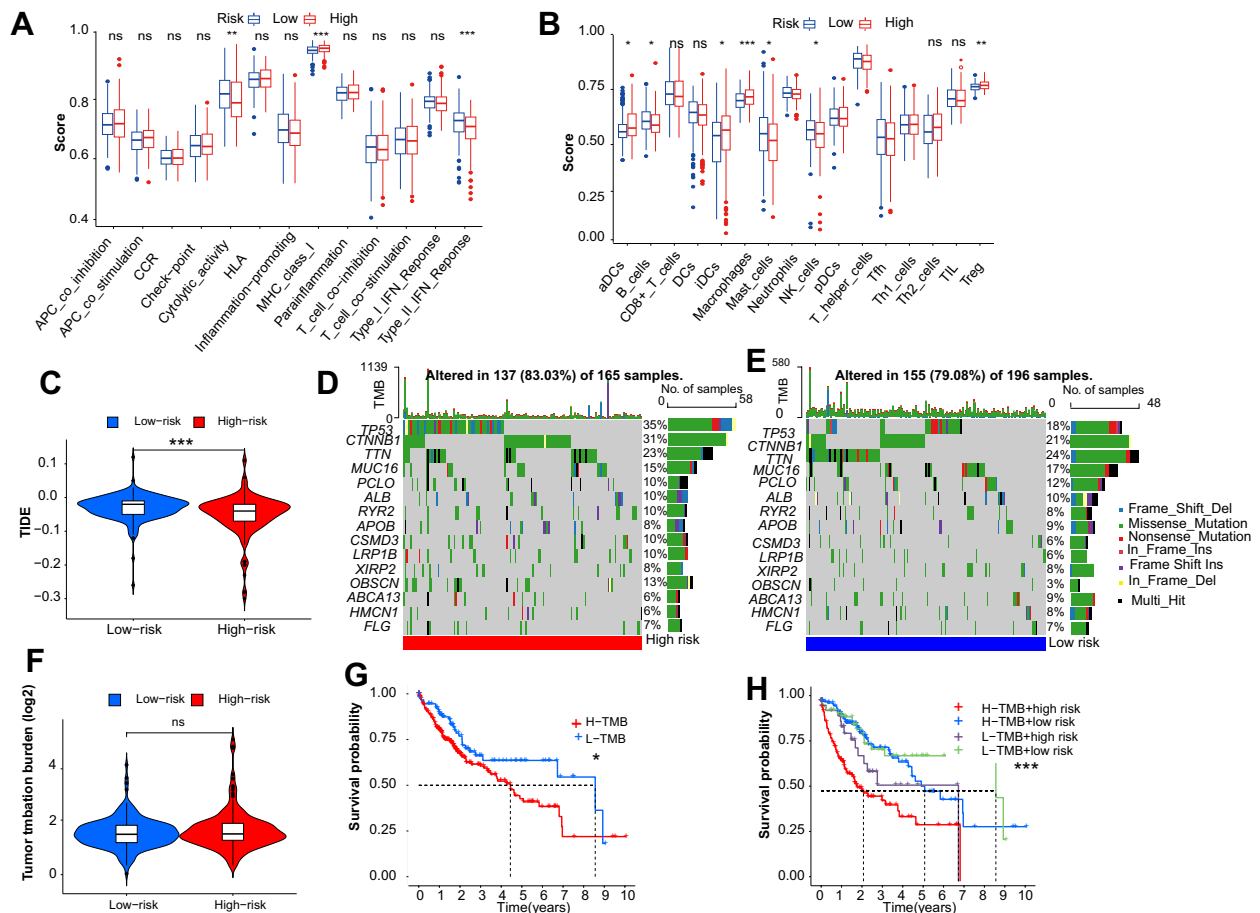 A
Risk Low High
ns ns ns ns ** ns ns *** ns ns ns ns ***
Score
1.0
0.8
0.6
0.4
APC_co_inhibition
APC_co_stimulation
CCR
Check-point
Cytolytic_activity
HLA
Inflammation-promoting
MHC_class_I
Parainflammation
T_cell_co-inhibition
T_cell_co-stimulation
Type_I_IFN_Reponse
Type_II_IFN_Reponse
B
Risk Low High
* * ns ns * *** * * ns ns **
Score
1.00
0.75
0.50
0.25
0.00
aDCs
B_cells
CD8+_T_cells
DCs
iDCs
Macrophages
Mast_cells
Neutrophils
NK_cells
pDCs
T_helper_cells
Tfh
Th1_cells
Th2_cells
TIL
Treg
C
Low−risk High−risk
***
TIDE
0.1
0.0
−0.1
−0.2
−0.3
Low−risk High−risk
D
Altered in 137 (83.03%) of 165 samples.
1139
0
TMB
No. of samples
0 58
TP53 35%
CTNNB1 31%
TTN 23%
MUC16 15%
PCLO 10%
ALB 10%
RYR2 10%
APOB 8%
CSMD3 10%
LRP1B 10%
XIRP2 8%
OBSCN 13%
ABCA13 6%
HMCN1 6%
FLG 7%
High risk
E
Altered in 155 (79.08%) of 196 samples.
580
0
TMB
No. of samples
0 48
TP53 18%
CTNNB1 21%
TTN 24%
MUC16 17%
PCLO 12%
ALB 10%
RYR2 8%
APOB 9%
CSMD3 6%
LRP1B 6%
XIRP2 8%
OBSCN 3%
ABCA13 9%
HMCN1 8%
FLG 7%
Low risk
Frame_Shift_Del
Missense_Mutation
Nonsense_Mutation
In_Frame_Ins
Frame Shift Ins
In_Frame_Del
Multi_Hit
F
Low−risk High−risk
ns
Tumor tmbation burden (log2)
4
2
0
Low−risk High−risk
G
H−TMB
L−TMB
*
Survival probability
1.00
0.75
0.50
0.25
0.00
0 1 2 3 4 5 6 7 8 9 10
Time(years)
H
H−TMB+high risk
H−TMB+low risk
L−TMB+high risk
L−TMB+low risk
***
Survival probability
1.00
0.75
0.50
0.25
0.00
0 1 2 3 4 5 6 7 8 9 10
Time(years)